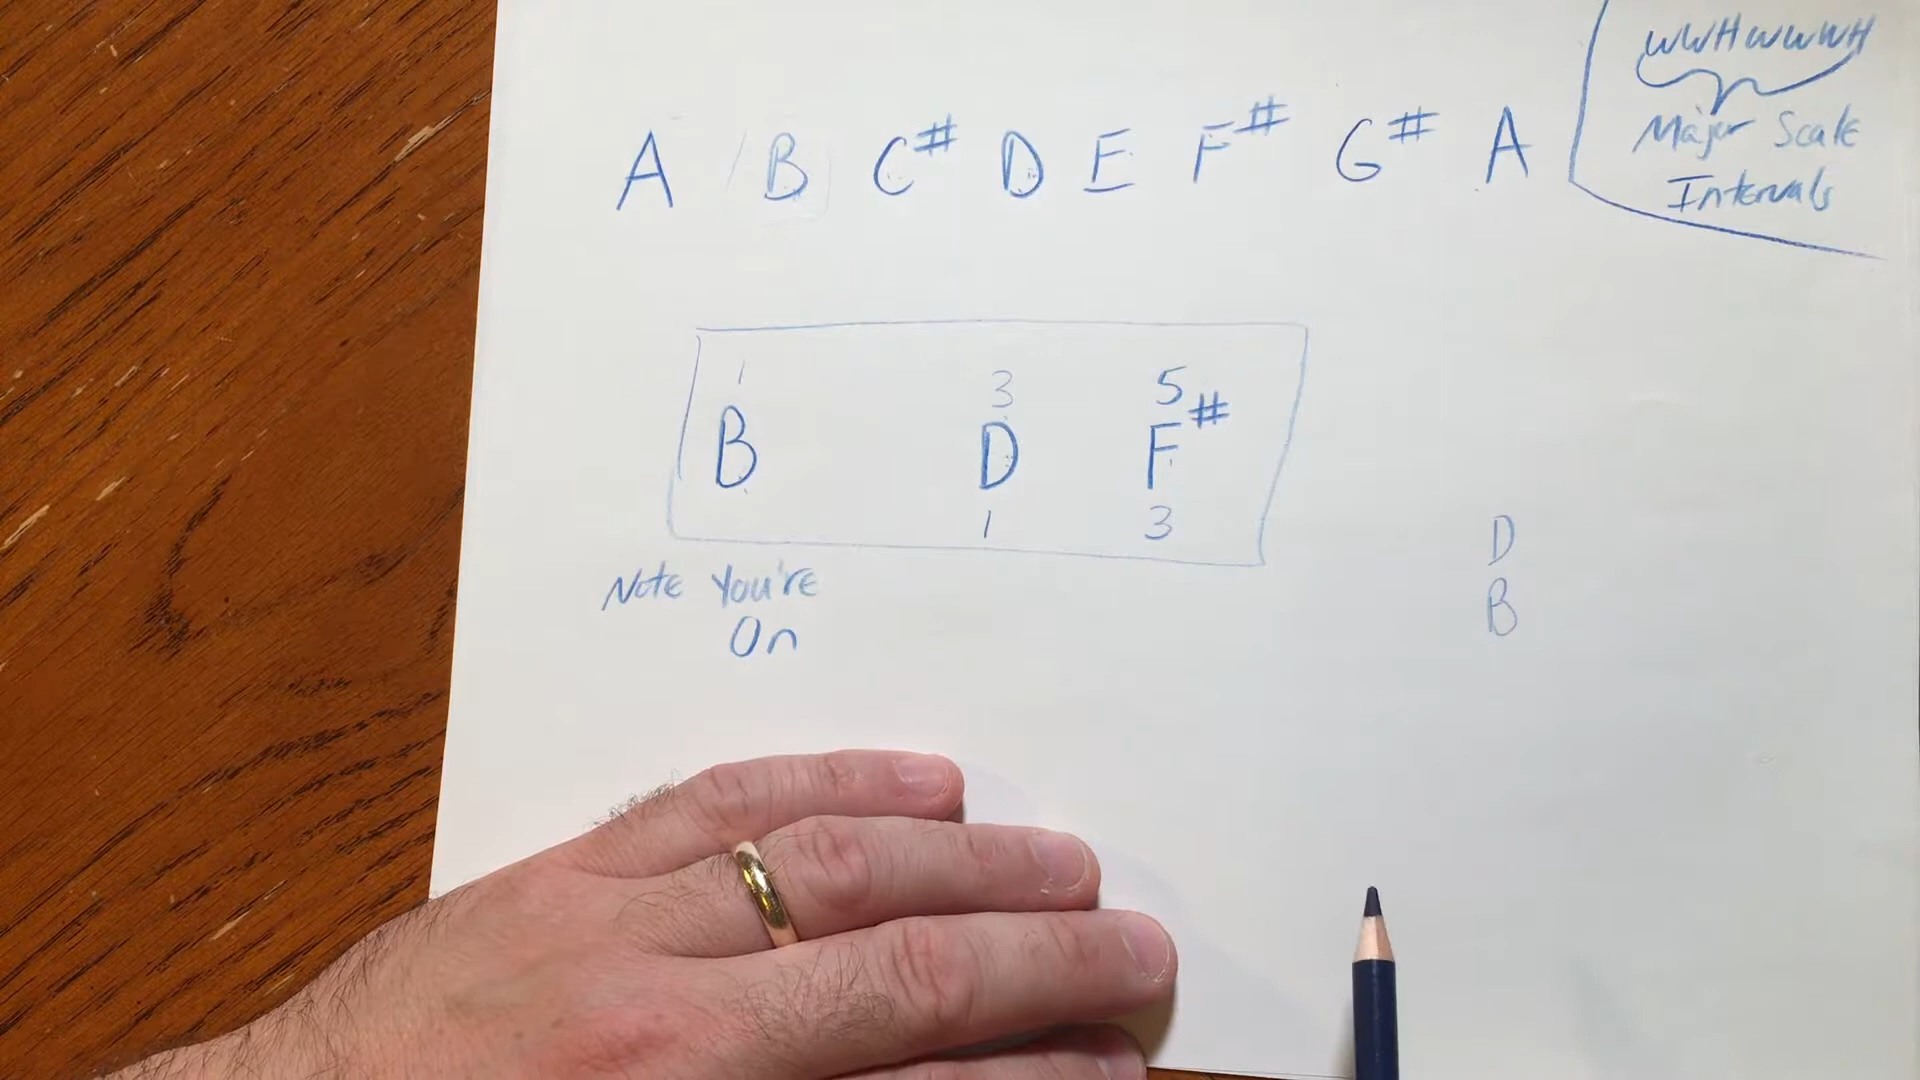 WWHWWWH
Major Scale
Intervals
A B C# D E F# G# A
1 3 5
B D F#
1 3
Note You're
On
D
B